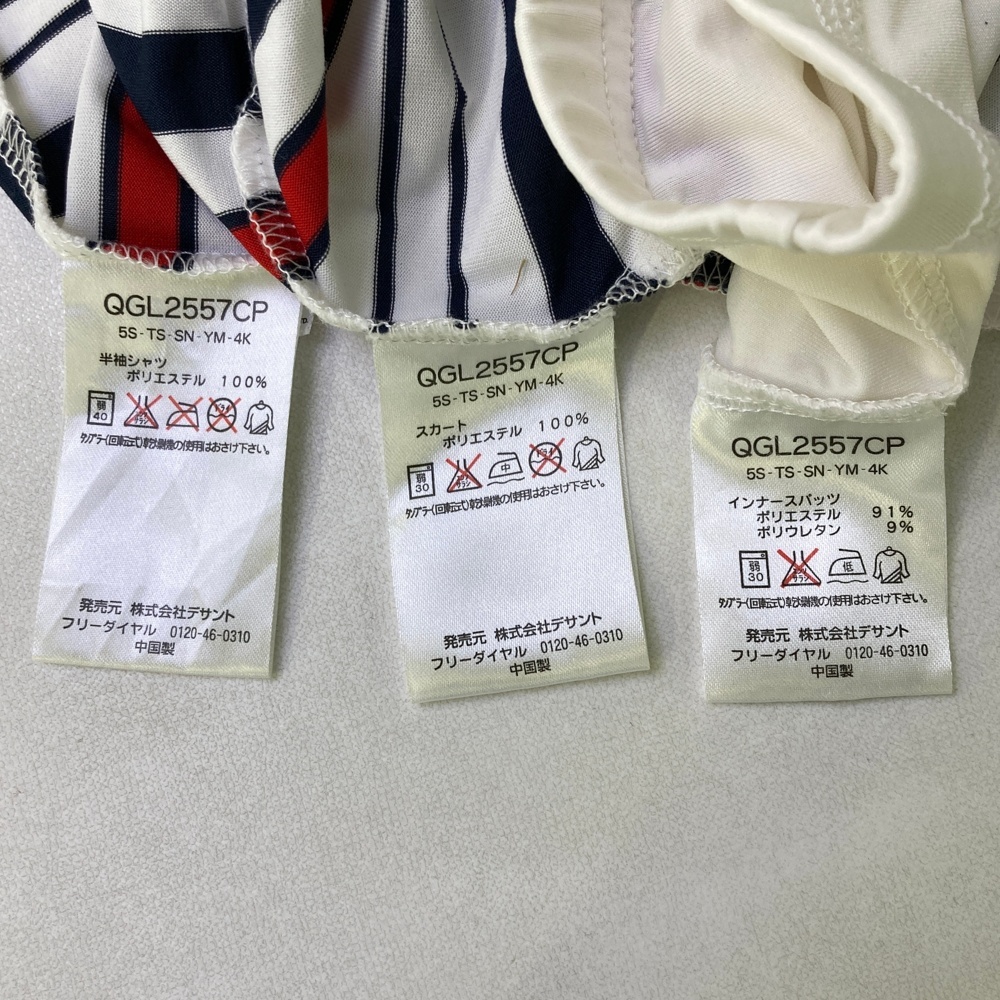 QGL2557CP
5S-TS-SN-YM-4K
半袖シャツ
ポリエステル 100%
弱
40
タンブラー(回転式)乾燥機の使用はおさけ下さい。
発売元 株式会社デサント
フリーダイヤル 0120-46-0310
中国製
QGL2557CP
5S-TS-SN-YM-4K
スカート
ポリエステル 100%
弱
30
中
タンブラー(回転式)乾燥機の使用はおさけ下さい。
発売元 株式会社デサント
フリーダイヤル 0120-46-0310
中国製
QGL2557CP
5S-TS-SN-YM-4K
インナースパッツ
ポリエステル 91%
ポリウレタン 9%
弱
30
低
タンブラー(回転式)乾燥機の使用はおさけ下さい。
発売元 株式会社デサント
フリーダイヤル 0120-46-0310
中国製